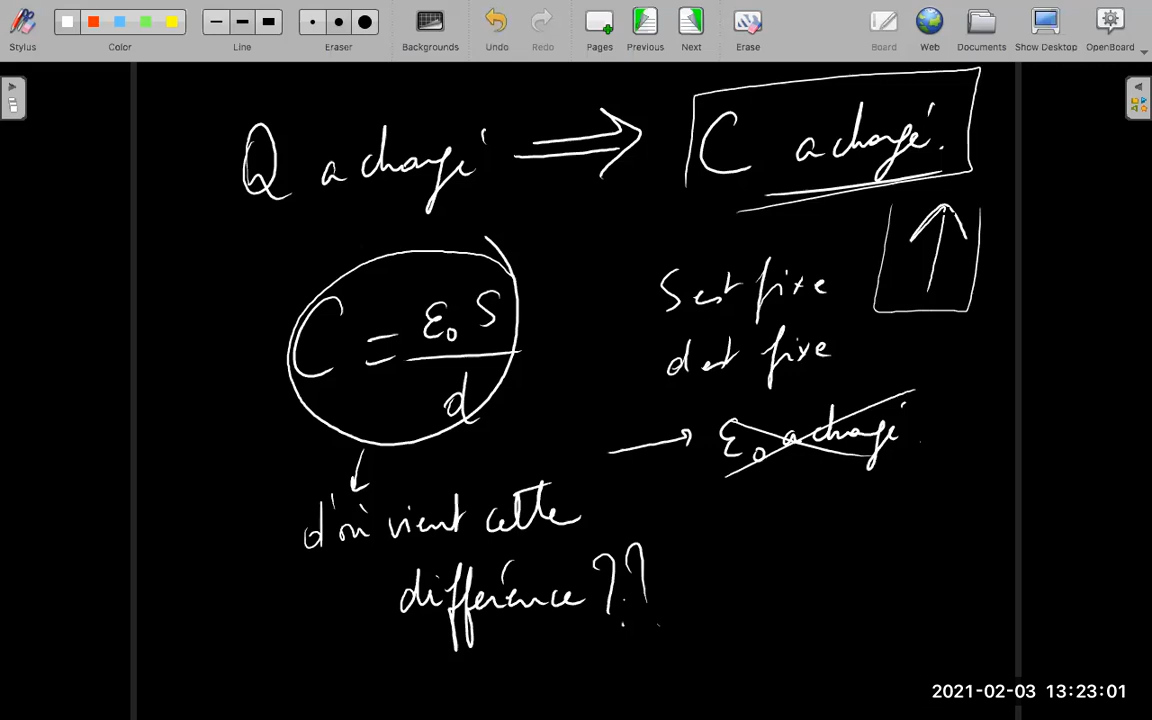 Stylus
Color
Line
Eraser
Backgrounds
Undo
Redo
Pages
Previous
Next
Erase
Board
Web
Documents
Show Desktop
OpenBoard
Q a changé ⟹ C a changé.
↑
C = ε₀ S / d
S est fixe
d est fixe
→ ε₀ a changé
d'où vient cette
différence ??
2021-02-03 13:23:01